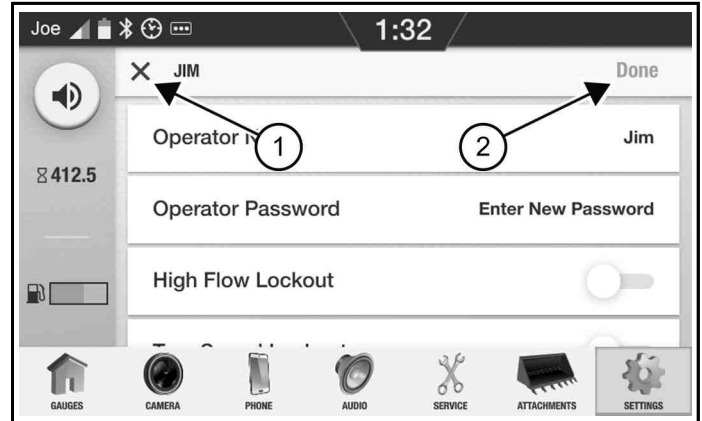 Joe 1:32
JIM Done
1 2
Operator Jim
412.5
Operator Password Enter New Password
High Flow Lockout
GAUGES CAMERA PHONE AUDIO SERVICE ATTACHMENTS SETTINGS